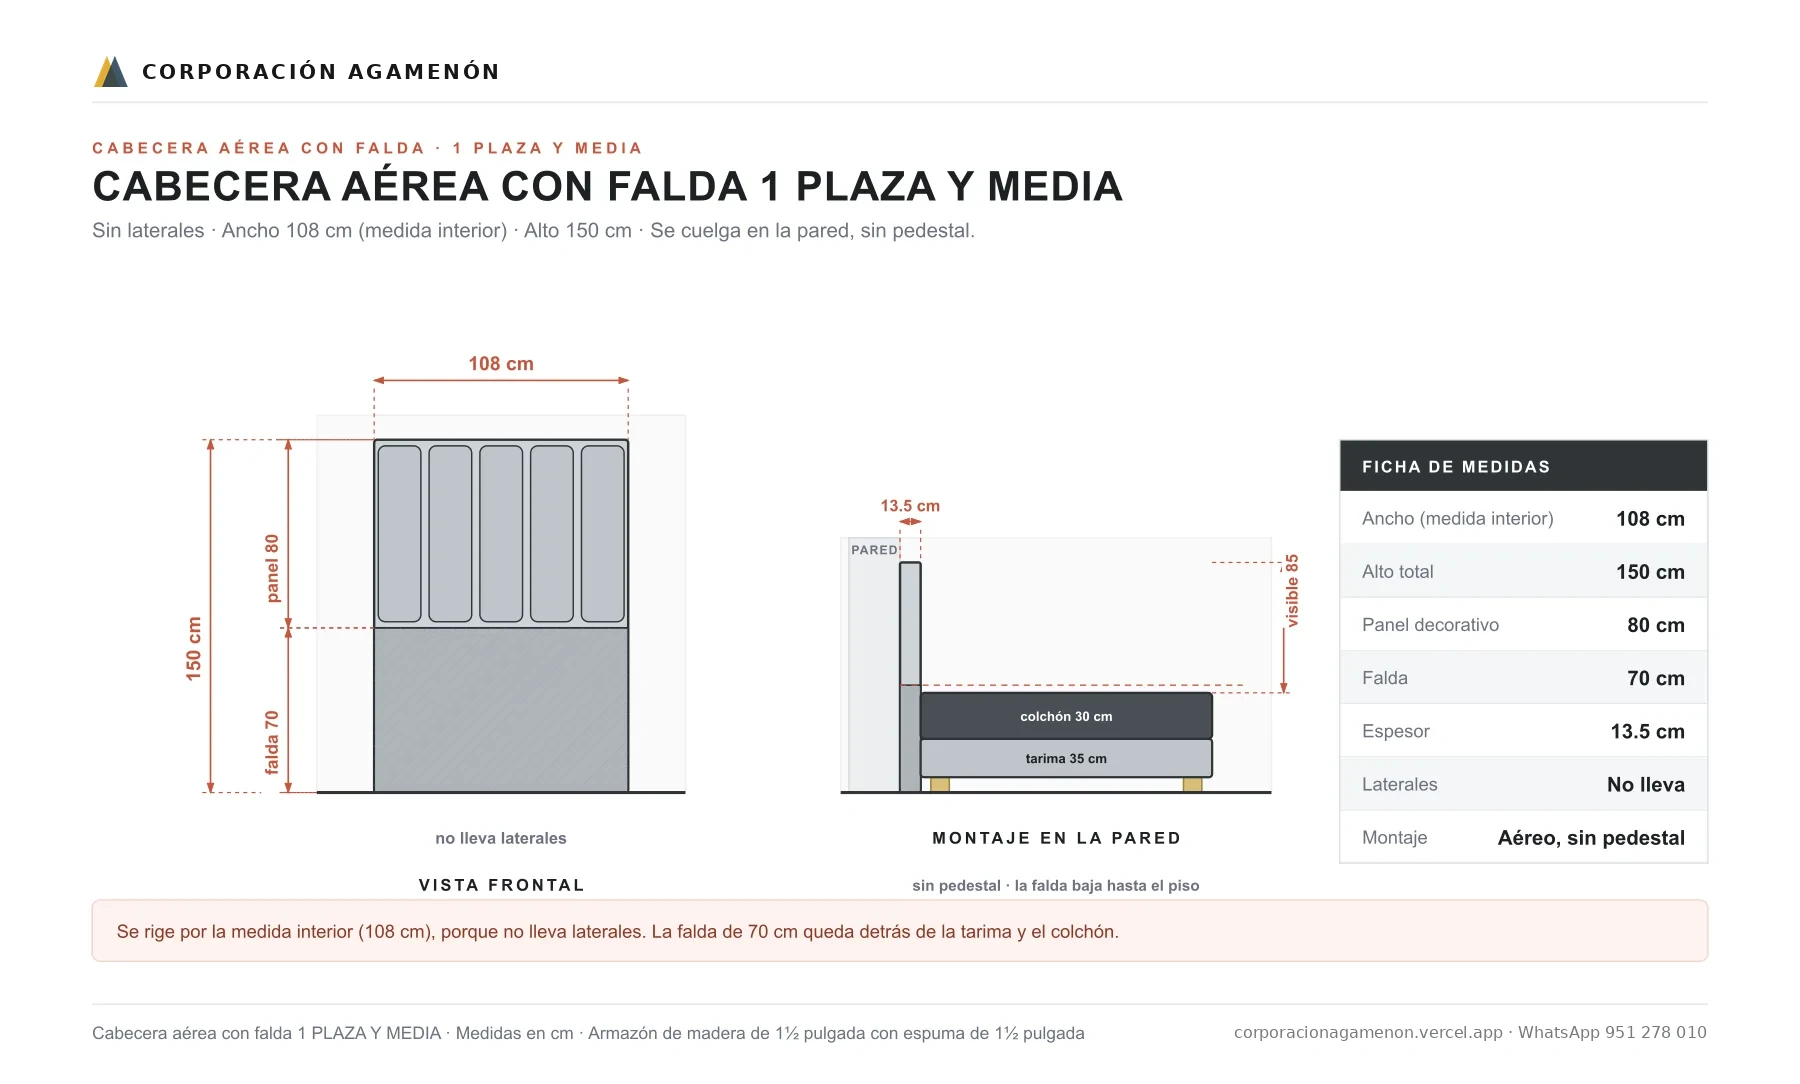 CORPORACIÓN AGAMENÓN
CABECERA AÉREA CON FALDA · 1 PLAZA Y MEDIA
CABECERA AÉREA CON FALDA 1 PLAZA Y MEDIA
Sin laterales · Ancho 108 cm (medida interior) · Alto 150 cm · Se cuelga en la pared, sin pedestal.
108 cm
150 cm
panel 80
falda 70
no lleva laterales
VISTA FRONTAL
13.5 cm
PARED
visible 85
colchón 30 cm
tarima 35 cm
MONTAJE EN LA PARED
sin pedestal · la falda baja hasta el piso
FICHA DE MEDIDAS
Ancho (medida interior) 108 cm
Alto total 150 cm
Panel decorativo 80 cm
Falda 70 cm
Espesor 13.5 cm
Laterales No lleva
Montaje Aéreo, sin pedestal
Se rige por la medida interior (108 cm), porque no lleva laterales. La falda de 70 cm queda detrás de la tarima y el colchón.
Cabecera aérea con falda 1 PLAZA Y MEDIA · Medidas en cm · Armazón de madera de 1½ pulgada con espuma de 1½ pulgada
corporacionagamenon.vercel.app · WhatsApp 951 278 010